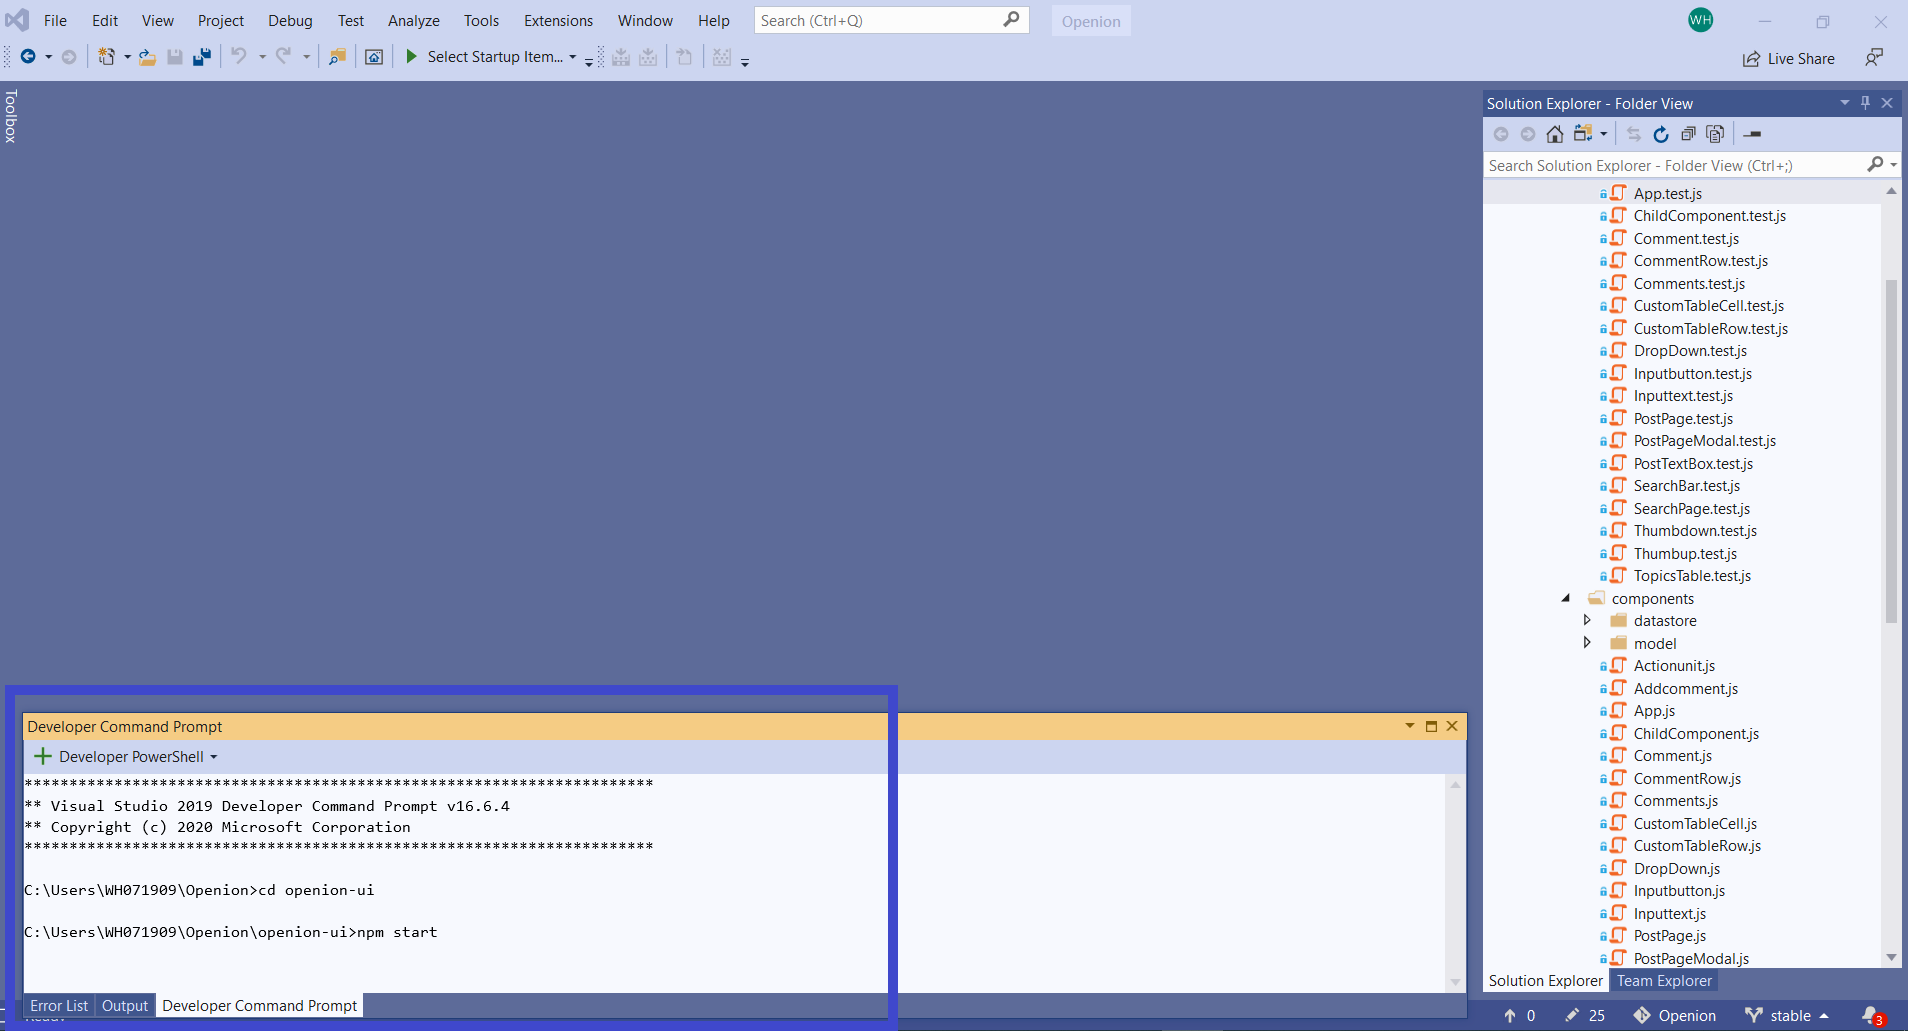 File Edit View Project Debug Test Analyze Tools Extensions Window Help Search (Ctrl+Q) Openion WH
Select Startup Item... Live Share
Toolbox
Solution Explorer - Folder View
Search Solution Explorer - Folder View (Ctrl+;)
App.test.js
ChildComponent.test.js
Comment.test.js
CommentRow.test.js
Comments.test.js
CustomTableCell.test.js
CustomTableRow.test.js
DropDown.test.js
Inputbutton.test.js
Inputtext.test.js
PostPage.test.js
PostPageModal.test.js
PostTextBox.test.js
SearchBar.test.js
SearchPage.test.js
Thumbdown.test.js
Thumbup.test.js
TopicsTable.test.js
components
datastore
model
Actionunit.js
Addcomment.js
App.js
ChildComponent.js
Comment.js
CommentRow.js
Comments.js
CustomTableCell.js
CustomTableRow.js
DropDown.js
Inputbutton.js
Inputtext.js
PostPage.js
PostPageModal.js
Solution Explorer Team Explorer
Developer Command Prompt
Developer PowerShell
**********************************************************************
** Visual Studio 2019 Developer Command Prompt v16.6.4
** Copyright (c) 2020 Microsoft Corporation
**********************************************************************
C:\Users\WH071909\Openion>cd openion-ui
C:\Users\WH071909\Openion\openion-ui>npm start
Error List Output Developer Command Prompt
0 25 Openion stable 3